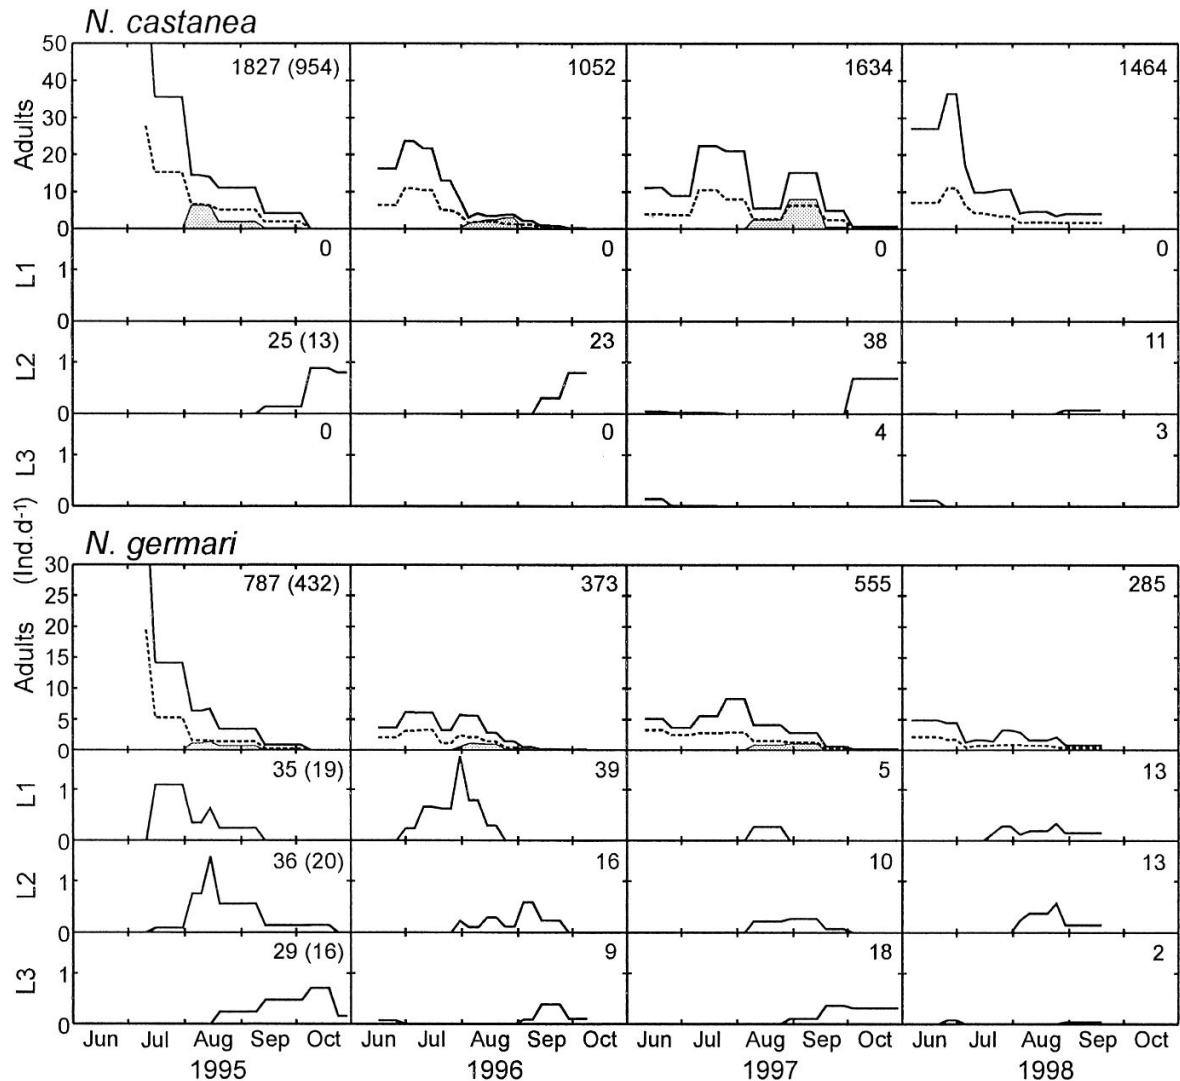 N. castanea
50 40 30 20 10 0
Adults
1827 (954) 1052 1634 1464
1 0
L1
0 0 0 0
1 0
L2
25 (13) 23 38 11
1 0
L3
0 0 4 3
(Ind.d-1)
N. germari
30 25 20 15 10 5 0
Adults
787 (432) 373 555 285
1 0
L1
35 (19) 39 5 13
1 0
L2
36 (20) 16 10 13
1 0
L3
29 (16) 9 18 2
Jun Jul Aug Sep Oct Jun Jul Aug Sep Oct Jun Jul Aug Sep Oct Jun Jul Aug Sep Oct
1995 1996 1997 1998